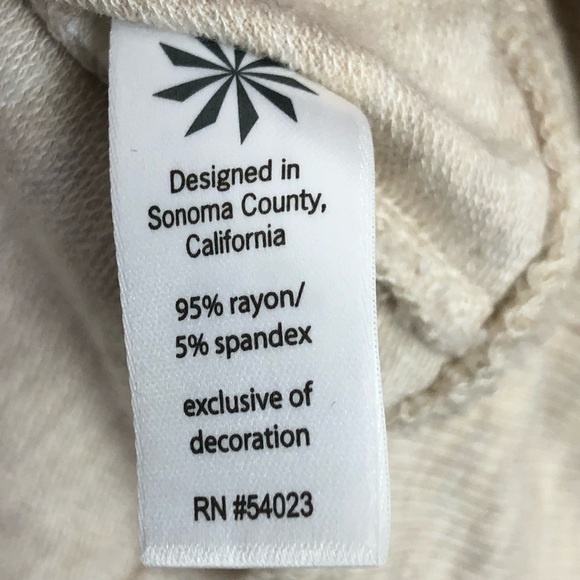 Designed in
Sonoma County,
California
95% rayon/
5% spandex
exclusive of
decoration
RN #54023